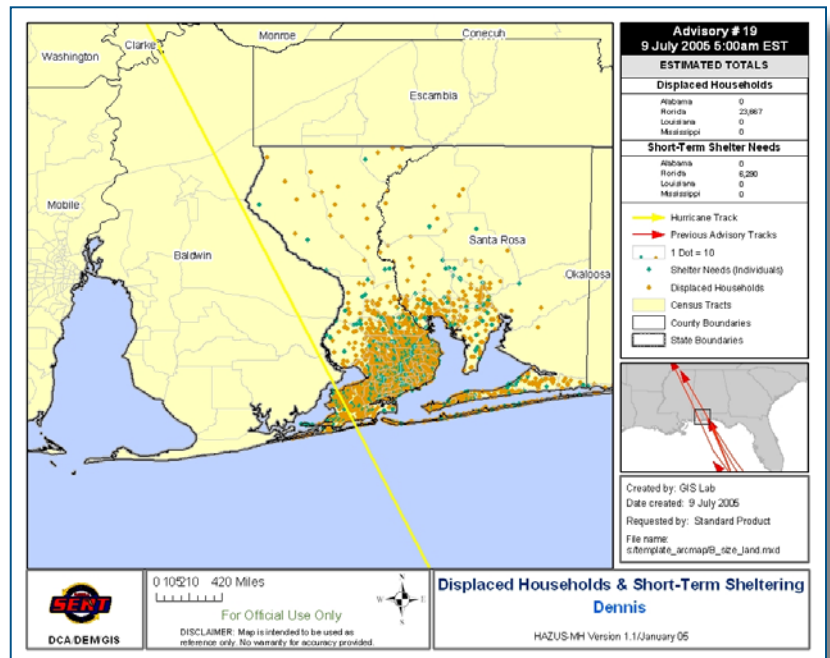 Washington
Clarke
Monroe
Conecuh
Escambia
Mobile
Baldwin
Santa Rosa
Okaloosa
Advisory # 19
9 July 2005 5:00am EST
ESTIMATED TOTALS
Displaced Households
Alabama 0
Florida 23,667
Louisiana 0
Mississippi 0
Short-Term Shelter Needs
Alabama 0
Florida 6,290
Louisiana 0
Mississippi 0
Hurricane Track
Previous Advisory Tracks
1 Dot = 10
Shelter Needs (Individuals)
Displaced Households
Census Tracts
County Boundaries
State Boundaries
Created by: GIS Lab
Date created: 9 July 2005
Requested by: Standard Product
File name:
s:/template_arcmap/B_size_land.mxd
SERT
DCA/DEM/GIS
0 105210 420 Miles
For Official Use Only
DISCLAIMER: Map is intended to be used as
reference only. No warranty for accuracy provided.
N
W E
S
Displaced Households & Short-Term Sheltering
Dennis
HAZUS-MH Version 1.1/January 05